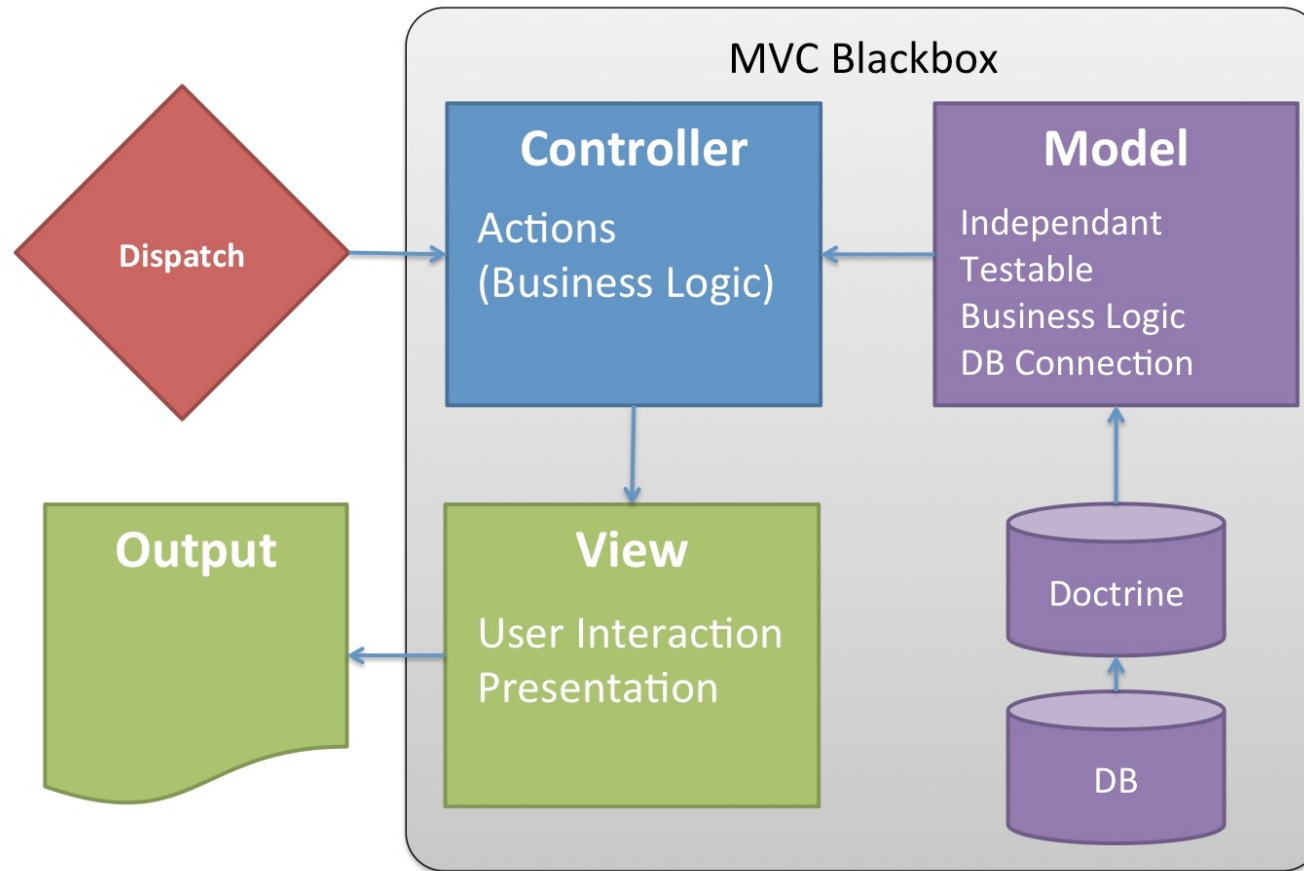 MVC Blackbox
Dispatch
Controller
Actions
(Business Logic)
Model
Independant
Testable
Business Logic
DB Connection
Output
View
User Interaction
Presentation
Doctrine
DB